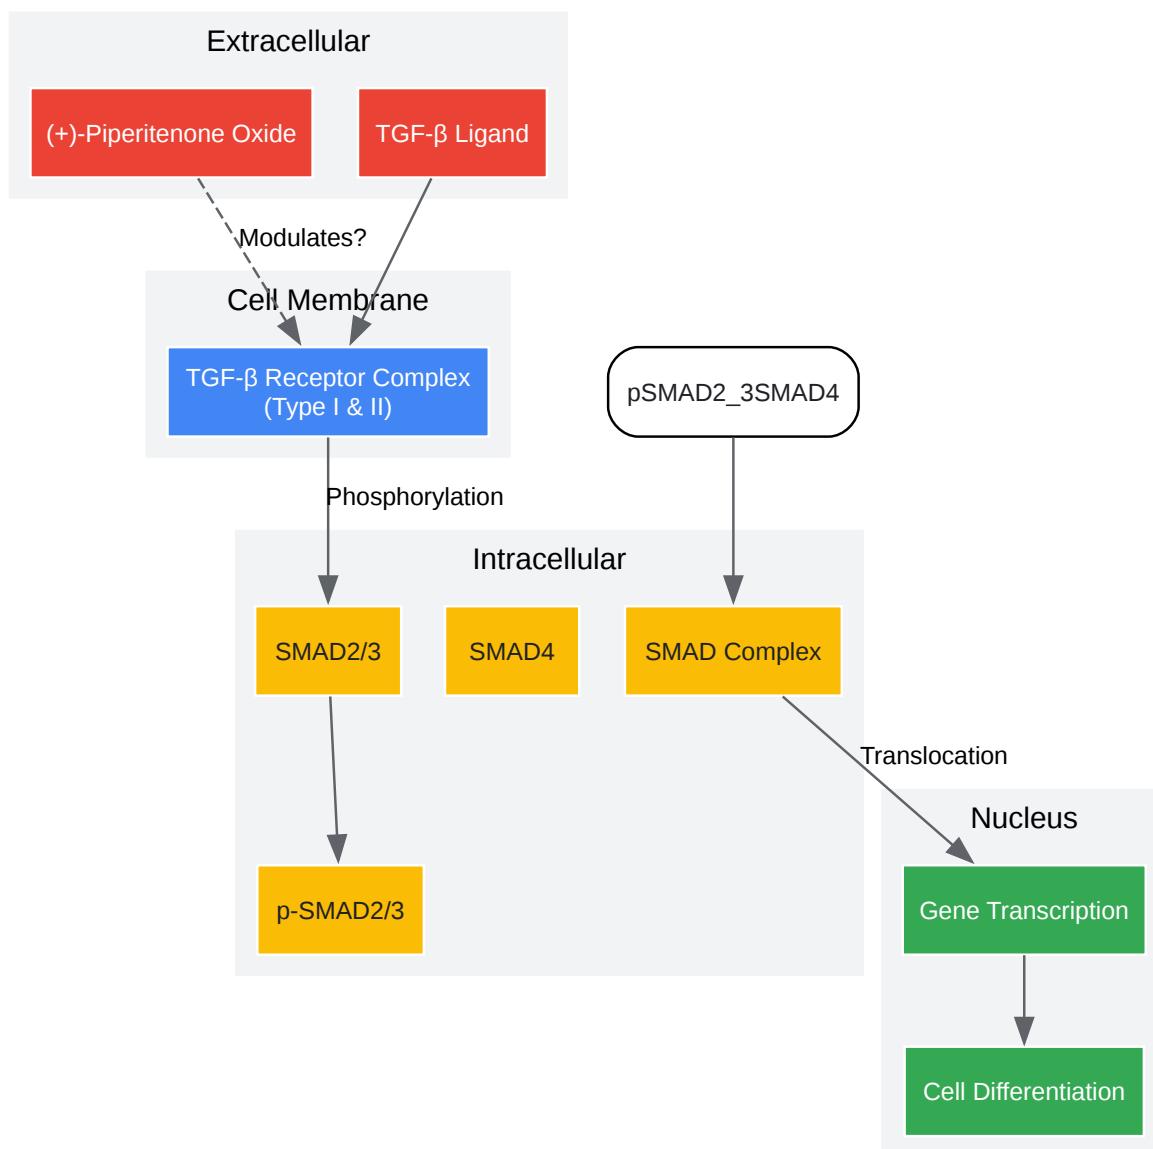 Extracellular
(+)-Piperitenone Oxide
TGF-β Ligand
Modulates?
Cell Membrane
TGF-β Receptor Complex
(Type I & II)
pSMAD2_3SMAD4
Phosphorylation
Intracellular
SMAD2/3
SMAD4
SMAD Complex
Translocation
Nucleus
p-SMAD2/3
Gene Transcription
Cell Differentiation